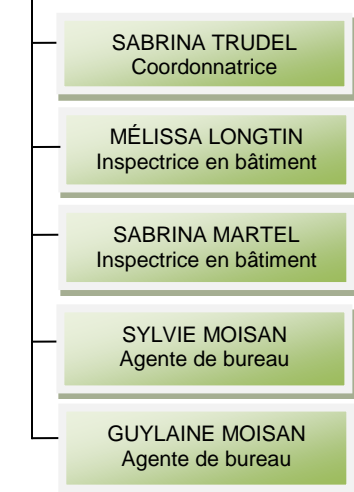 SABRINA TRUDEL
Coordonnatrice
MÉLISSA LONGTIN
Inspectrice en bâtiment
SABRINA MARTEL
Inspectrice en bâtiment
SYLVIE MOISAN
Agente de bureau
GUYLAINE MOISAN
Agente de bureau